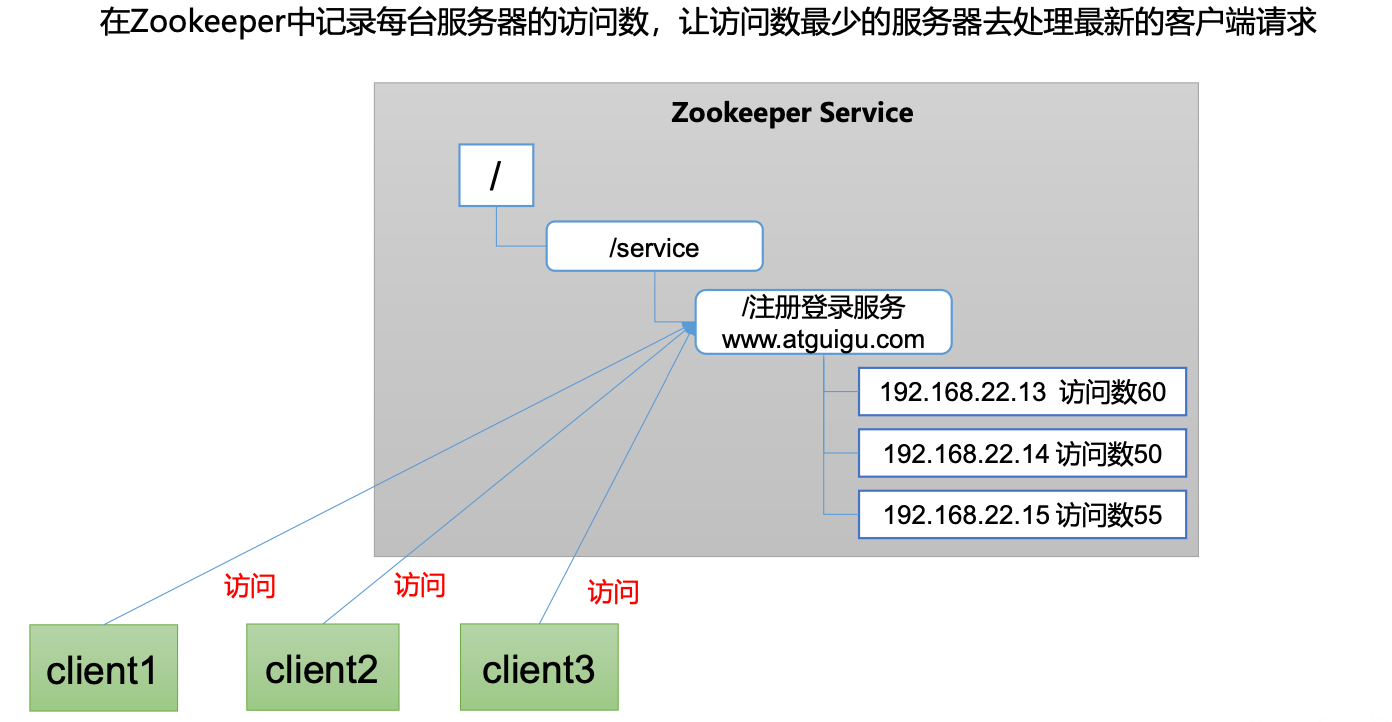 在Zookeeper中记录每台服务器的访问数，让访问数最少的服务器去处理最新的客户端请求
Zookeeper Service
/
/service
/注册登录服务
www.atguigu.com
192.168.22.13 访问数60
192.168.22.14 访问数50
192.168.22.15 访问数55
访问
访问
访问
client1
client2
client3